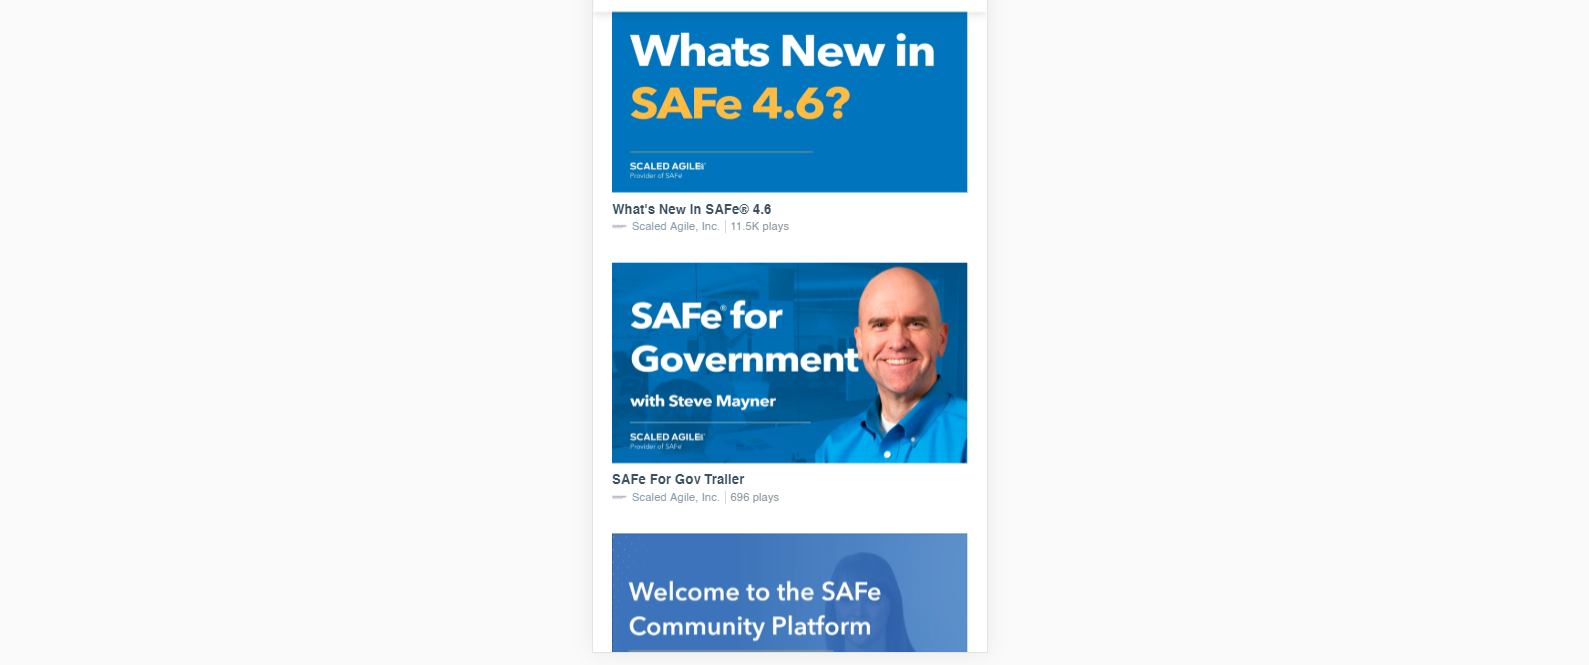 Whats New in
SAFe 4.6?
SCALED AGILE
Provider of SAFe
What's New in SAFe® 4.6
Scaled Agile, Inc. | 11.5K plays
SAFe® for
Government
with Steve Mayner
SCALED AGILE
Provider of SAFe
SAFe For Gov Trailer
Scaled Agile, Inc. | 696 plays
Welcome to the SAFe
Community Platform